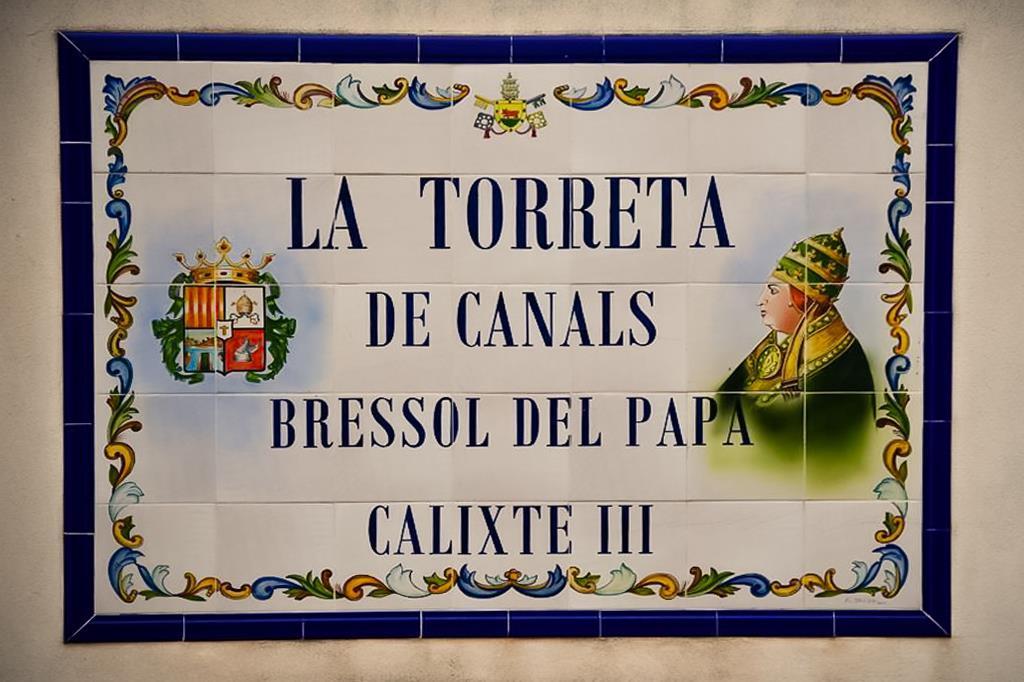 LA TORRETA
DE CANALS
BRESSOL DEL PAPA
CALIXTE III